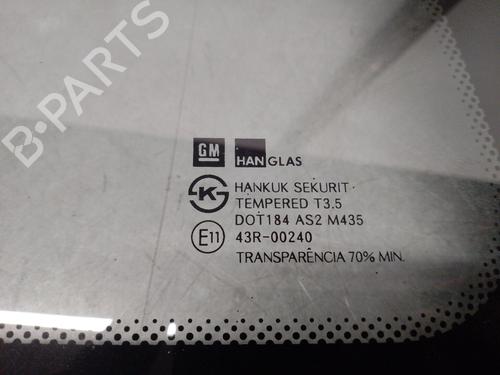 B-PARTS
GM HANGLAS
HANKUK SEKURIT
TEMPERED T3.5
DOT184 AS2 M435
E11 43R-00240
TRANSPARÊNCIA 70% MIN.